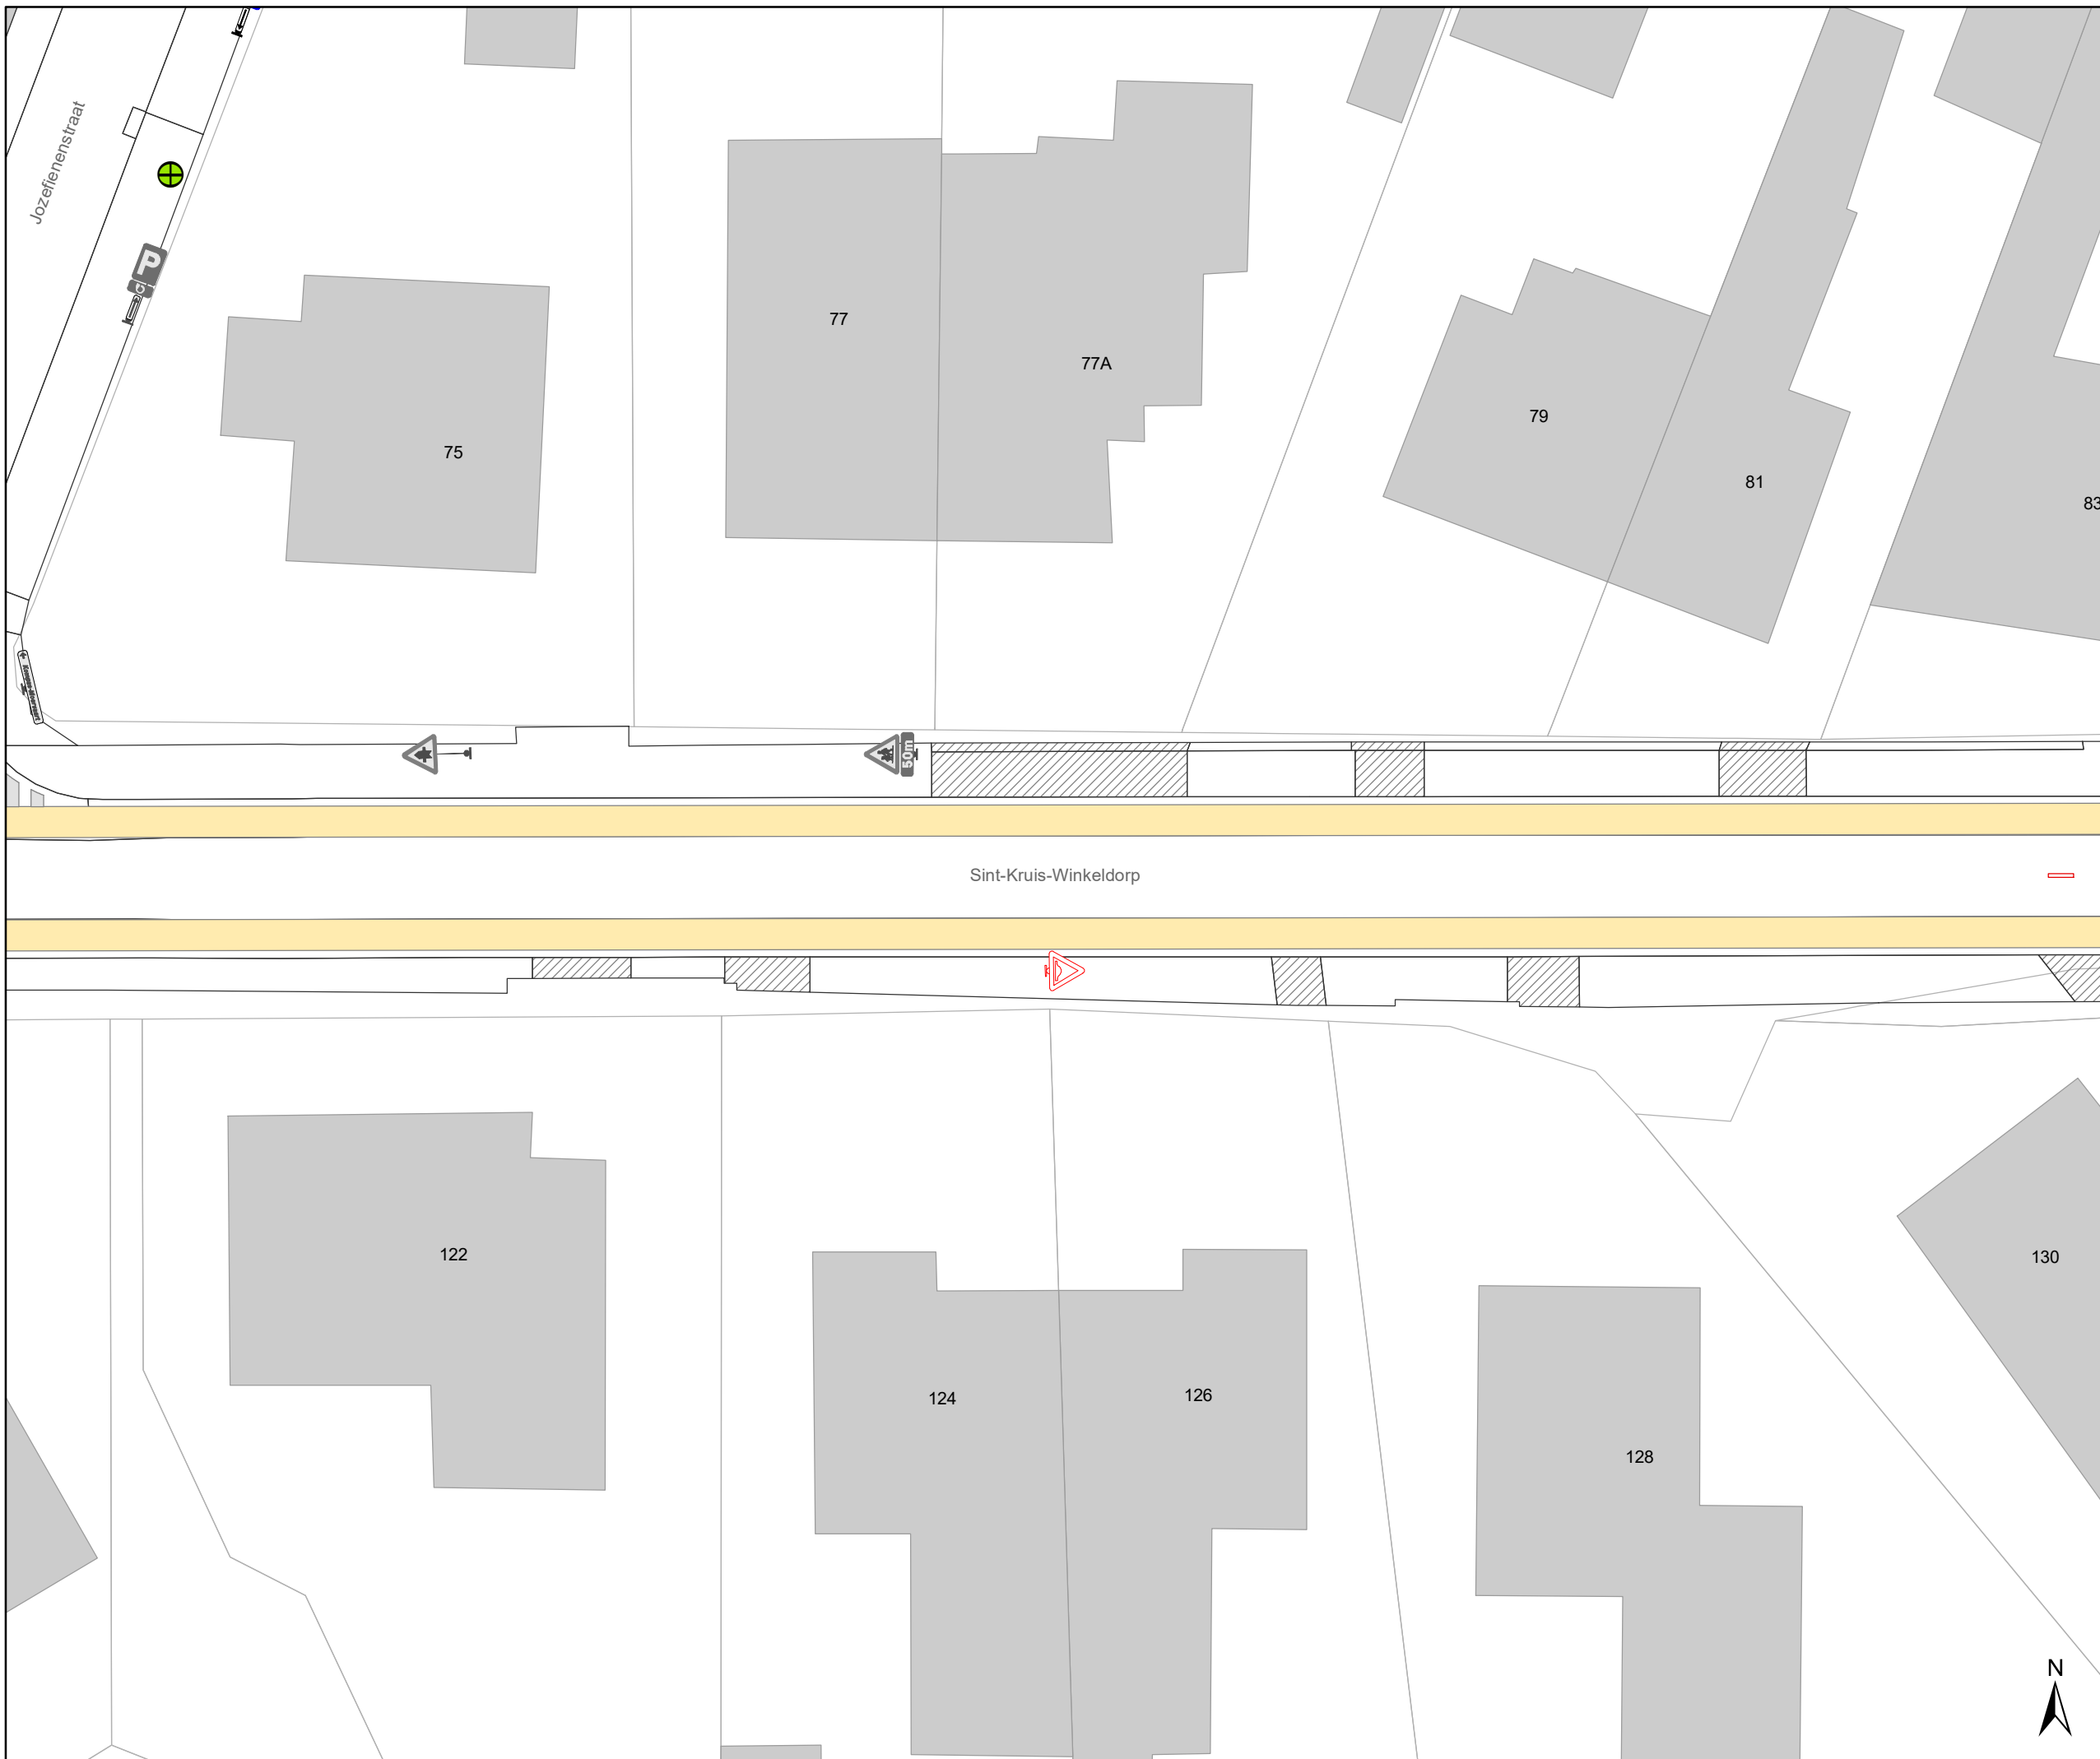 Jozefienenstraat
P
77
77A
79
75
81
83
50m
Sint-Kruis-Winkeldorp
122
130
124
126
128
N